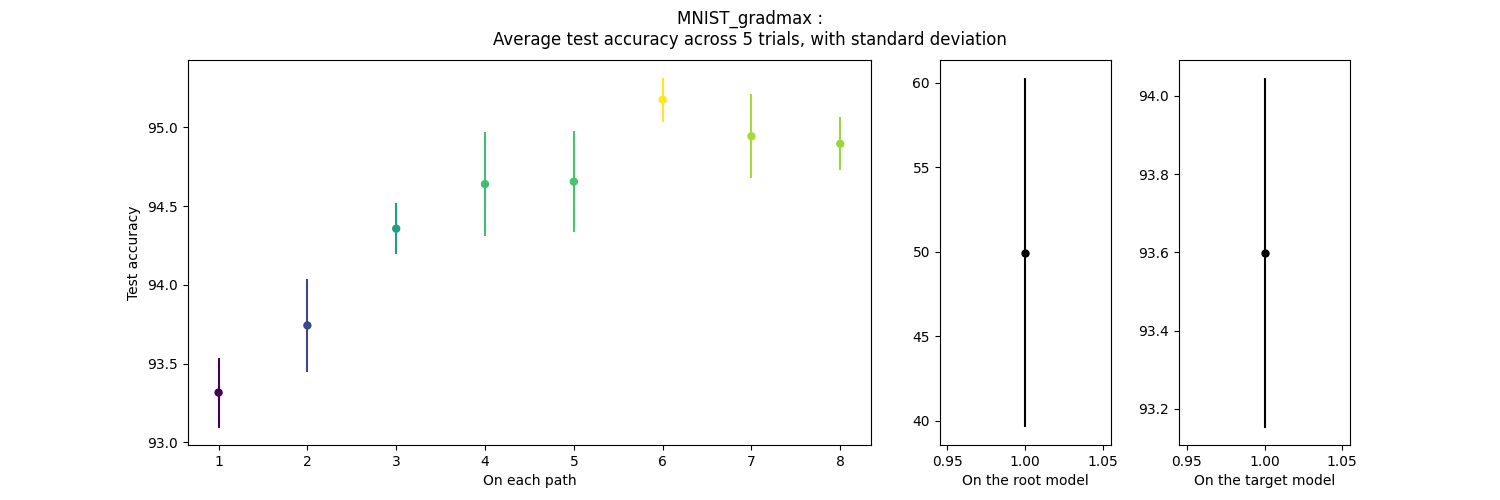 MNIST_gradmax :
Average test accuracy across 5 trials, with standard deviation
Test accuracy
95.0
94.5
94.0
93.5
93.0
1 2 3 4 5 6 7 8
On each path
60
55
50
45
40
0.95 1.00 1.05
On the root model
94.0
93.8
93.6
93.4
93.2
0.95 1.00 1.05
On the target model